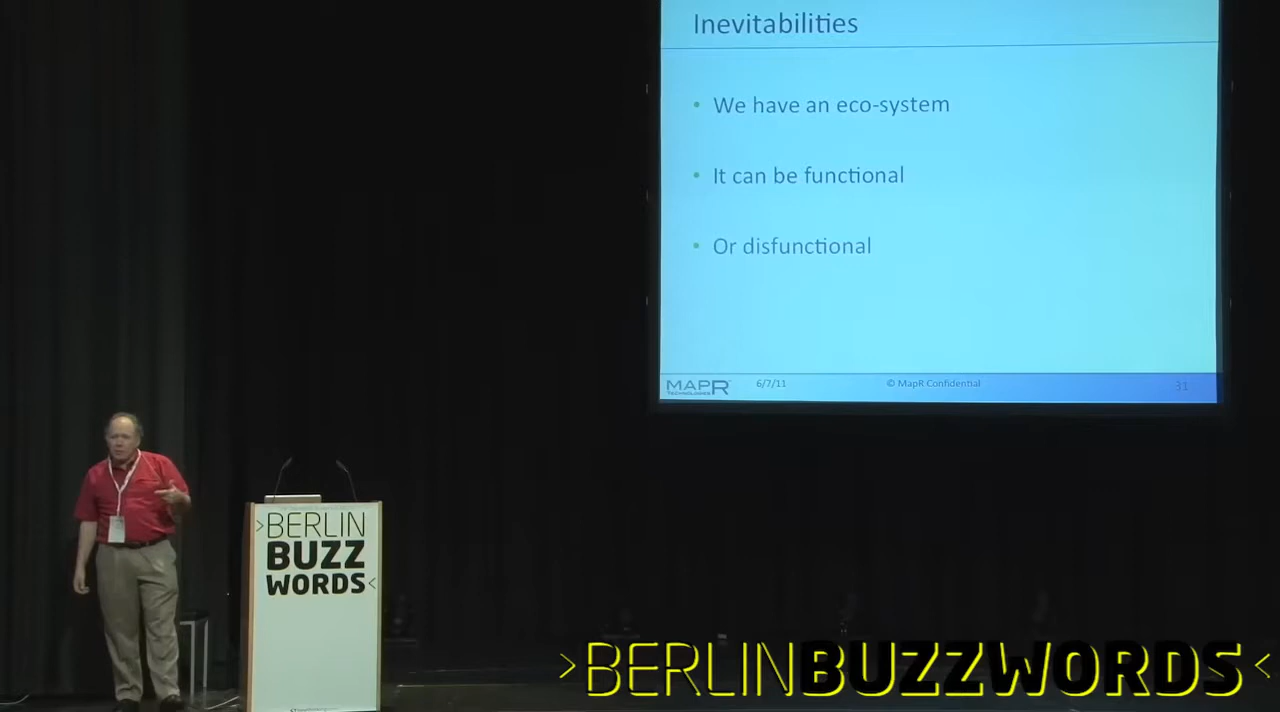 Inevitabilities
• We have an eco-system
• It can be functional
• Or disfunctional
MAPR
TECHNOLOGIES
6/7/11
© MapR Confidential
31
>BERLIN
BUZZ
WORDS<
>BERLINBUZZWORDS<